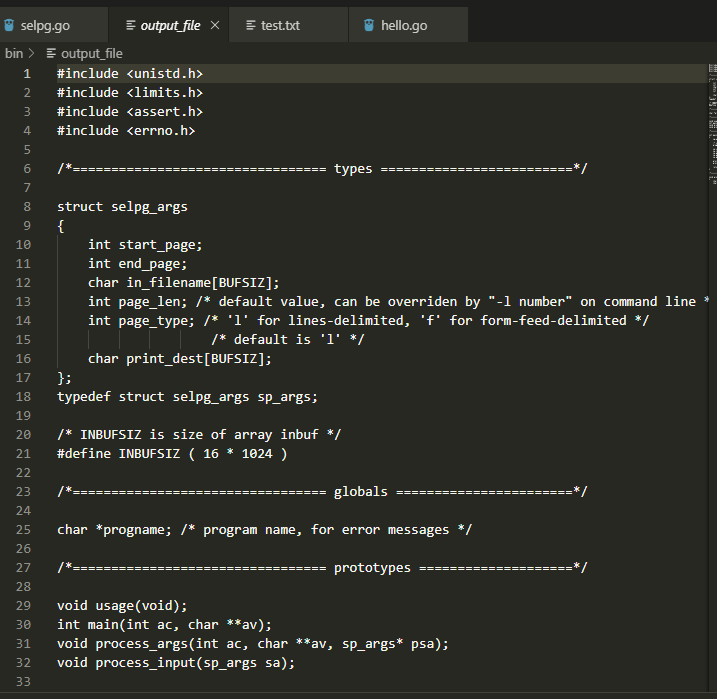 selpg.go output_file test.txt hello.go
bin > output_file
1 #include <unistd.h>
2 #include <limits.h>
3 #include <assert.h>
4 #include <errno.h>
5
6 /*================================= types =========================*/
7
8 struct selpg_args
9 {
10 int start_page;
11 int end_page;
12 char in_filename[BUFSIZ];
13 int page_len; /* default value, can be overriden by "-l number" on command line *
14 int page_type; /* 'l' for lines-delimited, 'f' for form-feed-delimited */
15 /* default is 'l' */
16 char print_dest[BUFSIZ];
17 };
18 typedef struct selpg_args sp_args;
19
20 /* INBUFSIZ is size of array inbuf */
21 #define INBUFSIZ ( 16 * 1024 )
22
23 /*================================= globals =======================*/
24
25 char *progname; /* program name, for error messages */
26
27 /*================================= prototypes ====================*/
28
29 void usage(void);
30 int main(int ac, char **av);
31 void process_args(int ac, char **av, sp_args* psa);
32 void process_input(sp_args sa);
33